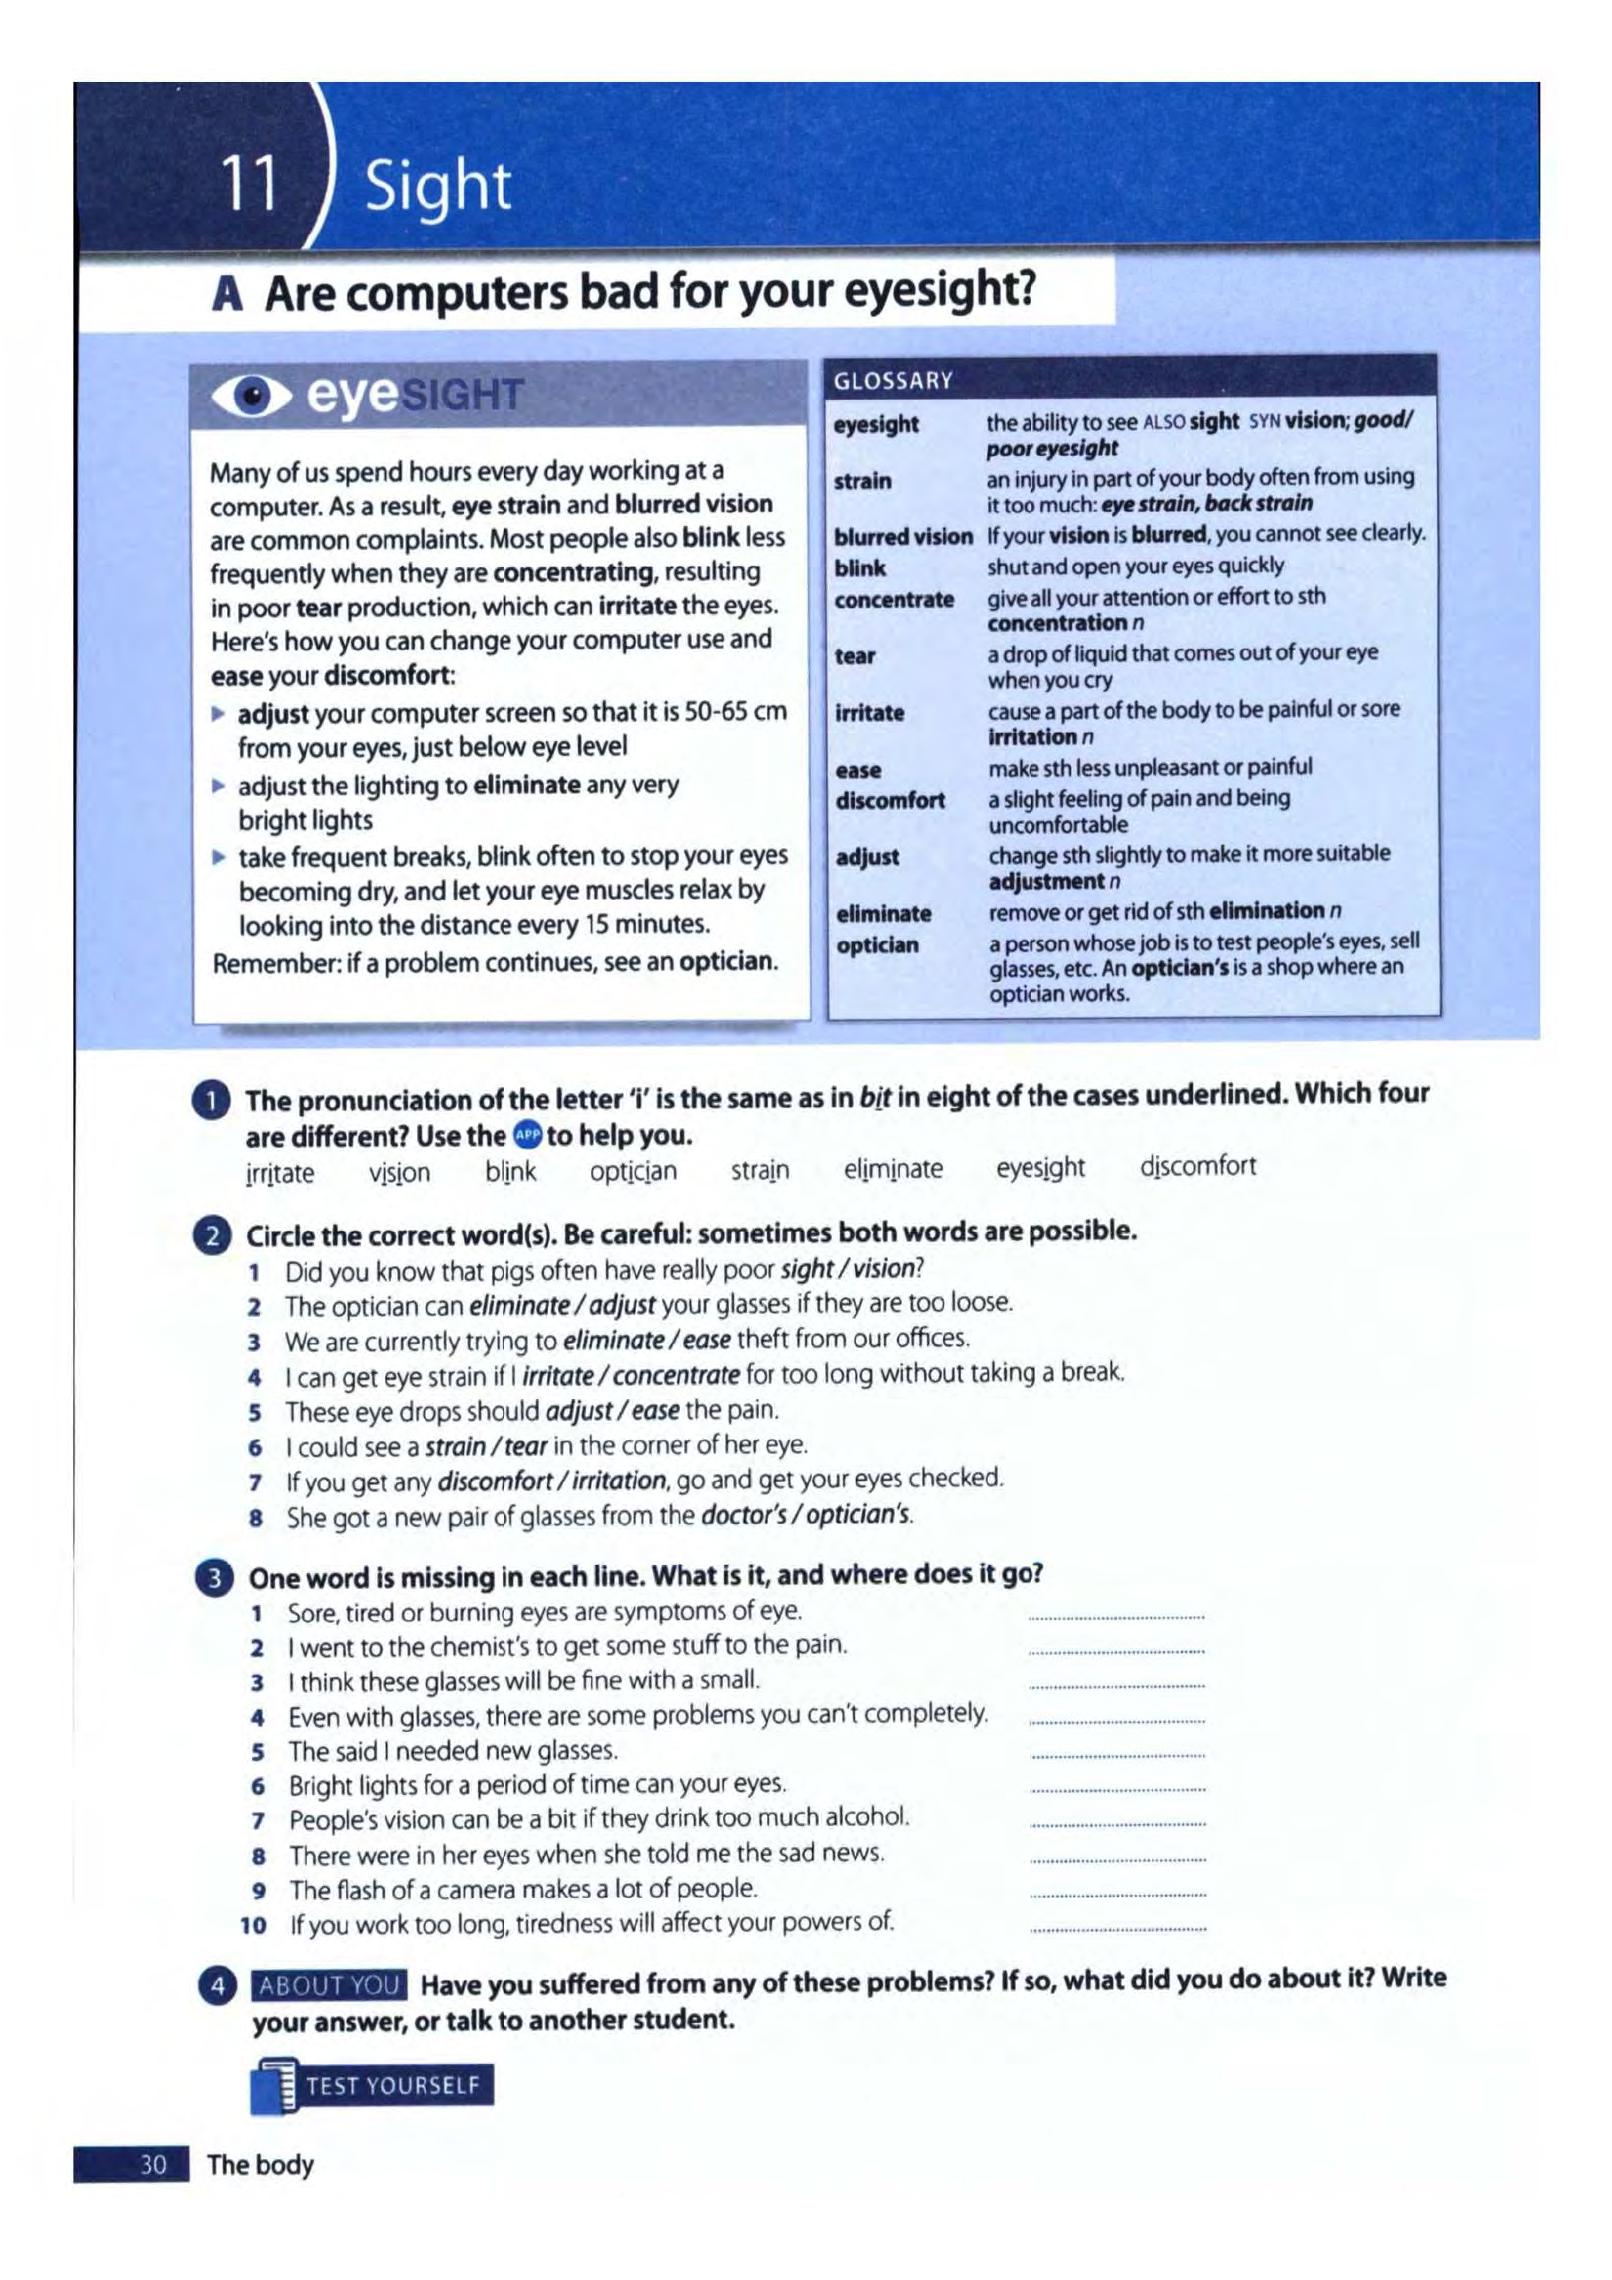 11 Sight
A Are computers bad for your eyesight?
eyeSIGHT
Many of us spend hours every day working at a
computer. As a result, eye strain and blurred vision
are common complaints. Most people also blink less
frequently when they are concentrating, resulting
in poor tear production, which can irritate the eyes.
Here's how you can change your computer use and
ease your discomfort:
▶ adjust your computer screen so that it is 50-65 cm
from your eyes, just below eye level
▶ adjust the lighting to eliminate any very
bright lights
▶ take frequent breaks, blink often to stop your eyes
becoming dry, and let your eye muscles relax by
looking into the distance every 15 minutes.
Remember: if a problem continues, see an optician.
GLOSSARY
eyesight the ability to see ALSO sight SYN vision; good/
poor eyesight
strain an injury in part of your body often from using
it too much: eye strain, back strain
blurred vision If your vision is blurred, you cannot see clearly.
blink shut and open your eyes quickly
concentrate give all your attention or effort to sth
concentration n
tear a drop of liquid that comes out of your eye
when you cry
irritate cause a part of the body to be painful or sore
irritation n
ease make sth less unpleasant or painful
discomfort a slight feeling of pain and being
uncomfortable
adjust change sth slightly to make it more suitable
adjustment n
eliminate remove or get rid of sth elimination n
optician a person whose job is to test people's eyes, sell
glasses, etc. An optician's is a shop where an
optician works.
1 The pronunciation of the letter 'i' is the same as in bit in eight of the cases underlined. Which four
are different? Use the APP to help you.
irritate vision blink optician strain eliminate eyesight discomfort
2 Circle the correct word(s). Be careful: sometimes both words are possible.
1 Did you know that pigs often have really poor sight / vision?
2 The optician can eliminate / adjust your glasses if they are too loose.
3 We are currently trying to eliminate / ease theft from our offices.
4 I can get eye strain if I irritate / concentrate for too long without taking a break.
5 These eye drops should adjust / ease the pain.
6 I could see a strain / tear in the corner of her eye.
7 If you get any discomfort / irritation, go and get your eyes checked.
8 She got a new pair of glasses from the doctor's / optician's.
3 One word is missing in each line. What is it, and where does it go?
1 Sore, tired or burning eyes are symptoms of eye.
2 I went to the chemist's to get some stuff to the pain.
3 I think these glasses will be fine with a small.
4 Even with glasses, there are some problems you can't completely.
5 The said I needed new glasses.
6 Bright lights for a period of time can your eyes.
7 People's vision can be a bit if they drink too much alcohol.
8 There were in her eyes when she told me the sad news.
9 The flash of a camera makes a lot of people.
10 If you work too long, tiredness will affect your powers of.
4 ABOUT YOU Have you suffered from any of these problems? If so, what did you do about it? Write
your answer, or talk to another student.
TEST YOURSELF
30 The body